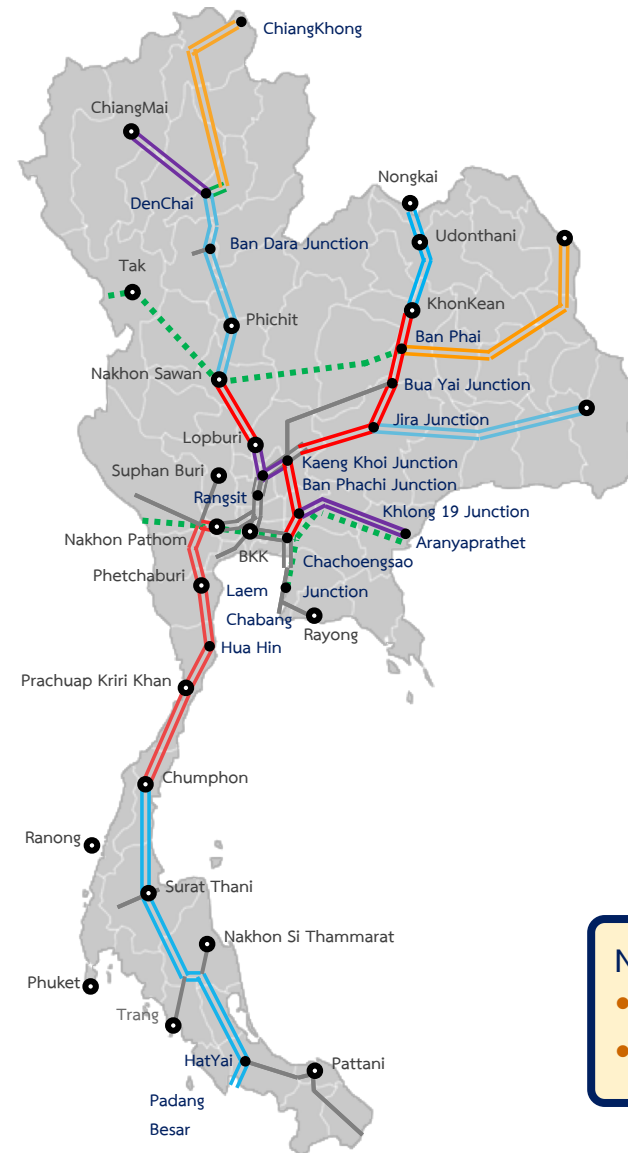 ChiangKhong
ChiangMai
Nongkai
DenChai
Udonthani
Ban Dara Junction
Tak
KhonKean
Phichit
Ban Phai
Nakhon Sawan
Bua Yai Junction
Jira Junction
Lopburi
Kaeng Khoi Junction
Suphan Buri
Ban Phachi Junction
Rangsit
Khlong 19 Junction
Nakhon Pathom
Aranyaprathet
BKK
Chachoengsao
Junction
Phetchaburi
Laem
Chabang
Rayong
Hua Hin
Prachuap Kriri Khan
Chumphon
Ranong
Surat Thani
Nakhon Si Thammarat
Phuket
Trang
HatYai
Pattani
Padang
Besar
N